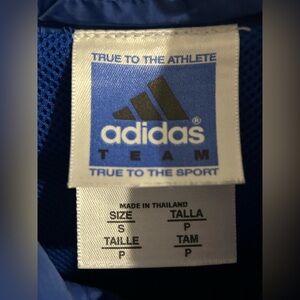 TRUE TO THE ATHLETE
adidas®
TEAM
TRUE TO THE SPORT
MADE IN THAILAND
SIZE TALLA
S P
TAILLE TAM
P P